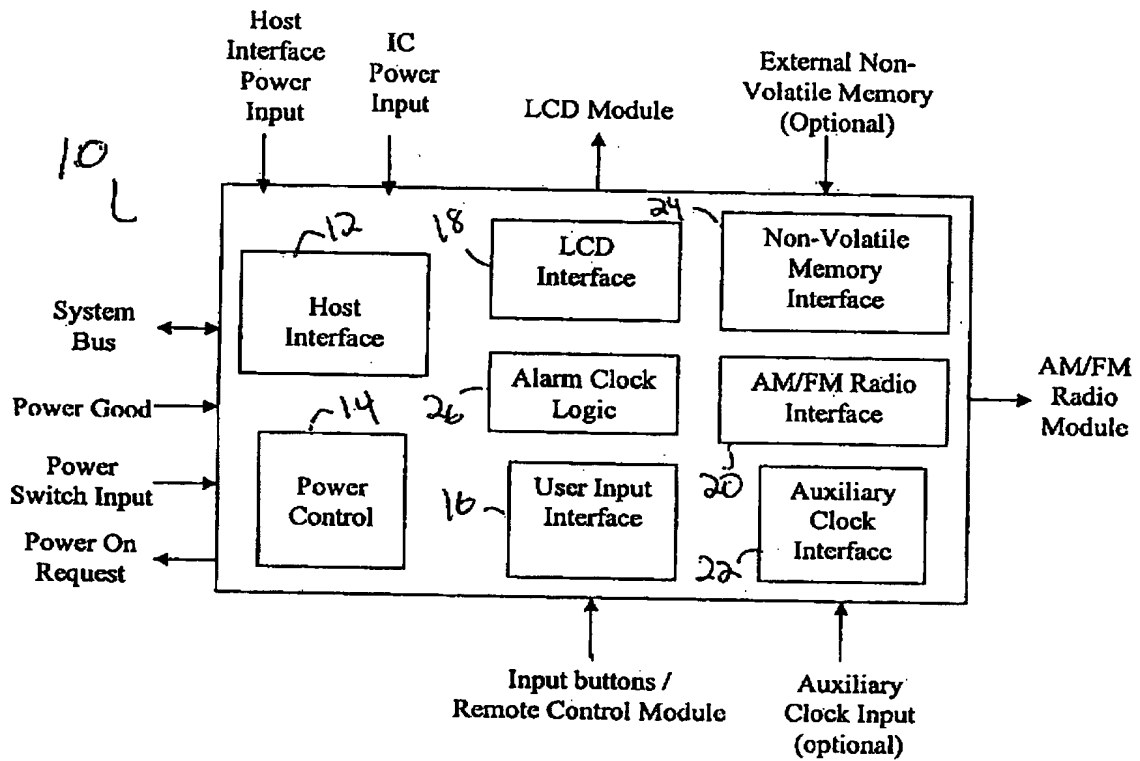 Host
Interface
Power
Input
IC
Power
Input
LCD Module
External Non-
Volatile Memory
(Optional)
10
12
Host
Interface
18
LCD
Interface
24
Non-Volatile
Memory
Interface
System
Bus
Power Good
Power
Switch Input
Power On
Request
14
Power
Control
26
Alarm Clock
Logic
AM/FM Radio
Interface
20
AM/FM
Radio
Module
16
User Input
Interface
22
Auxiliary
Clock
Interface
Input buttons /
Remote Control Module
Auxiliary
Clock Input
(optional)